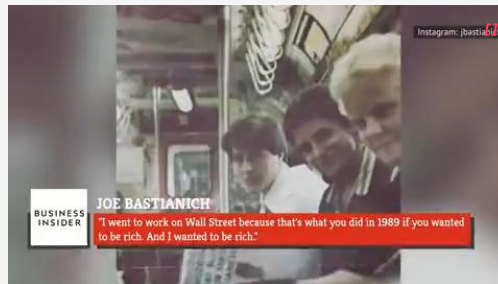 Instagram: jbastianich
BUSINESS
INSIDER
JOE BASTIANICH
"I went to work on Wall Street because that's what you did in 1989 if you wanted
to be rich. And I wanted to be rich."